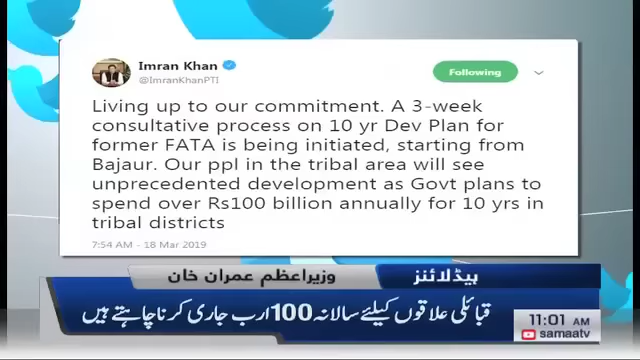 Imran Khan
@ImranKhanPTI
Following
Living up to our commitment. A 3-week
consultative process on 10 yr Dev Plan for
former FATA is being initiated, starting from
Bajaur. Our ppl in the tribal area will see
unprecedented development as Govt plans to
spend over Rs100 billion annually for 10 yrs in
tribal districts
7:54 AM - 18 Mar 2019
ہیڈلائنز
وزیراعظم عمران خان
قبائلی علاقوں کیلئے سالانہ 100 ارب جاری کرنا چاہتے ہیں
11:01 AM
samaatv